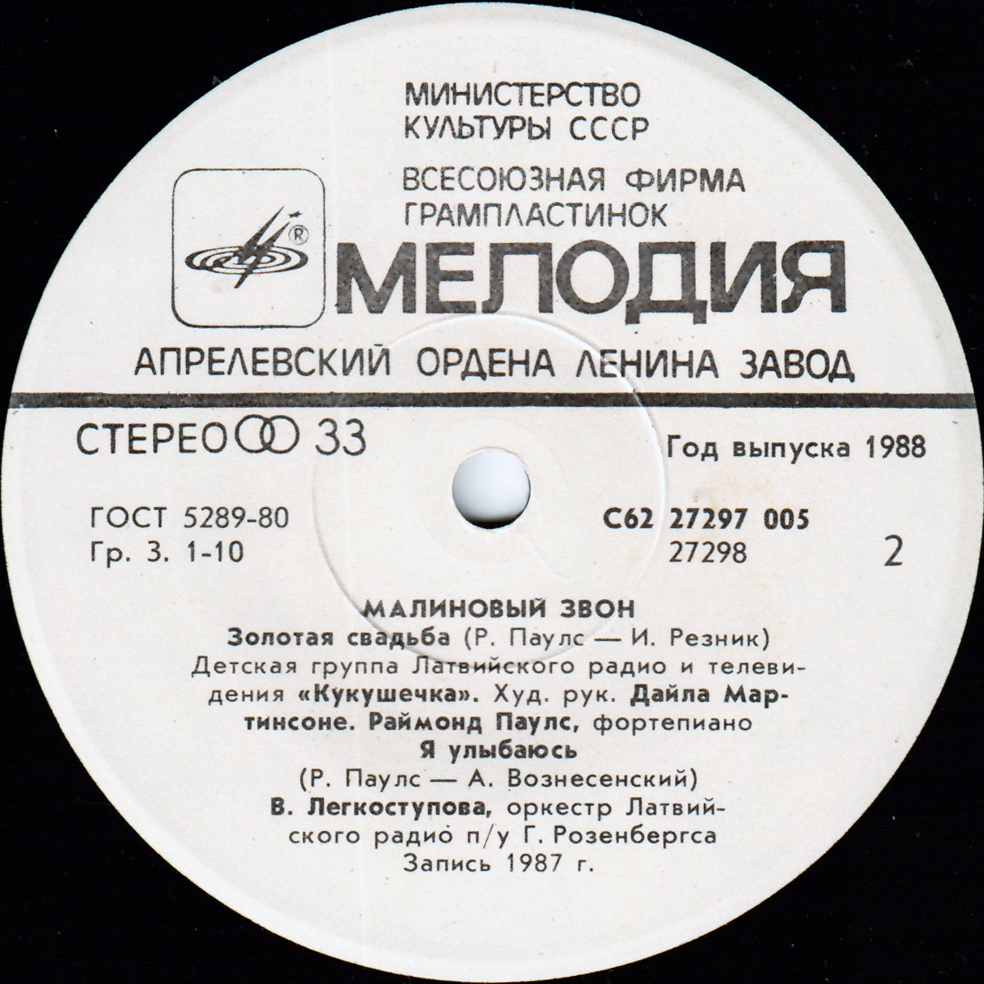 МИНИСТЕРСТВО
КУЛЬТУРЫ СССР
ВСЕСОЮЗНАЯ ФИРМА
ГРАМПЛАСТИНОК
®
МЕЛОДИЯ
АПРЕЛЕВСКИЙ ОРДЕНА ЛЕНИНА ЗАВОД
СТЕРЕО 33
Год выпуска 1988
ГОСТ 5289-80
С62 27297 005
Гр. 3. 1-10
27298
2
МАЛИНОВЫЙ ЗВОН
Золотая свадьба (Р. Паулс — И. Резник)
Детская группа Латвийского радио и телеви-
дения «Кукушечка». Худ. рук. Дайла Мар-
тинсоне. Раймонд Паулс, фортепиано
Я улыбаюсь
(Р. Паулс — А. Вознесенский)
В. Легкоступова, оркестр Латвий-
ского радио п/у Г. Розенбергса
Запись 1987 г.